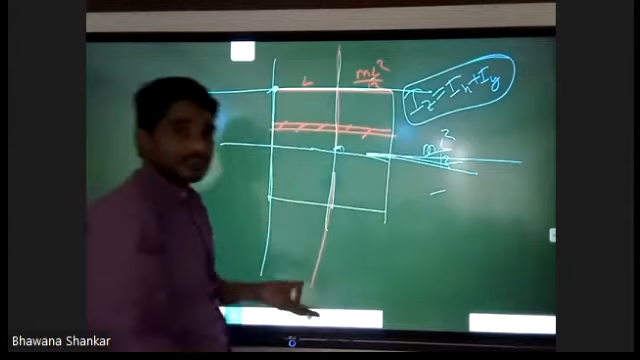 L
mL²/12
I_z = I_x + I_y
mL²/12
Bhawana Shankar